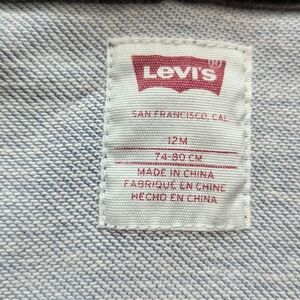 Levi's®
SAN FRANCISCO, CAL
12M
74-80 CM
MADE IN CHINA
FABRIQUÉ EN CHINE
HECHO EN CHINA